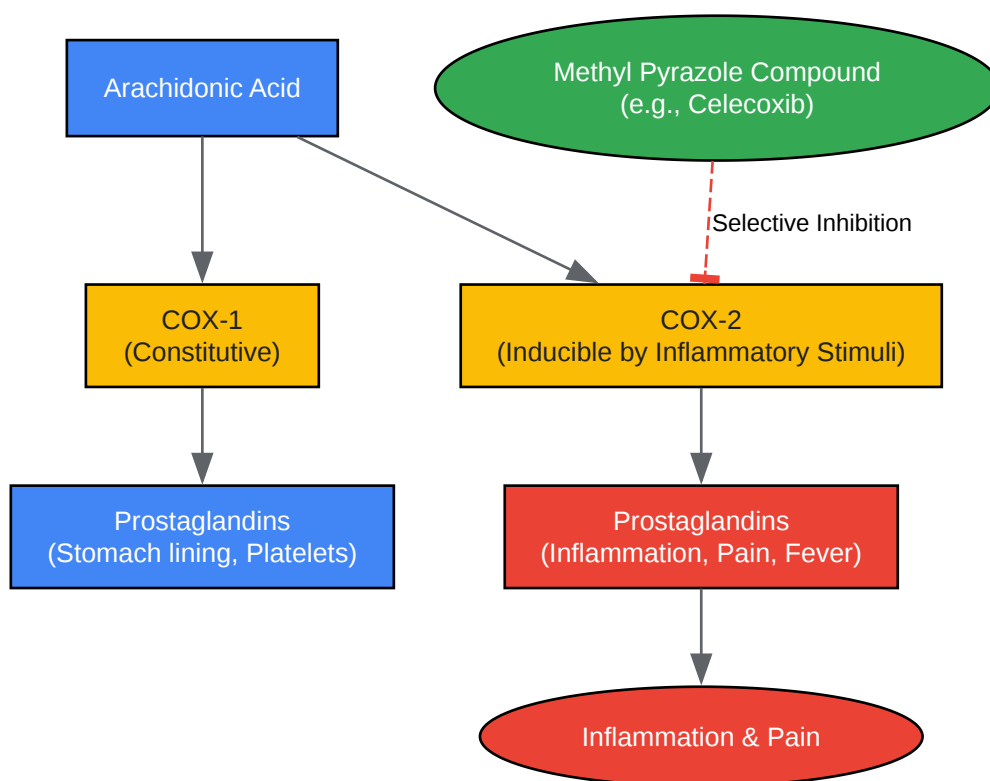 Arachidonic Acid
Methyl Pyrazole Compound
(e.g., Celecoxib)
Selective Inhibition
COX-1
(Constitutive)
COX-2
(Inducible by Inflammatory Stimuli)
Prostaglandins
(Stomach lining, Platelets)
Prostaglandins
(Inflammation, Pain, Fever)
Inflammation & Pain